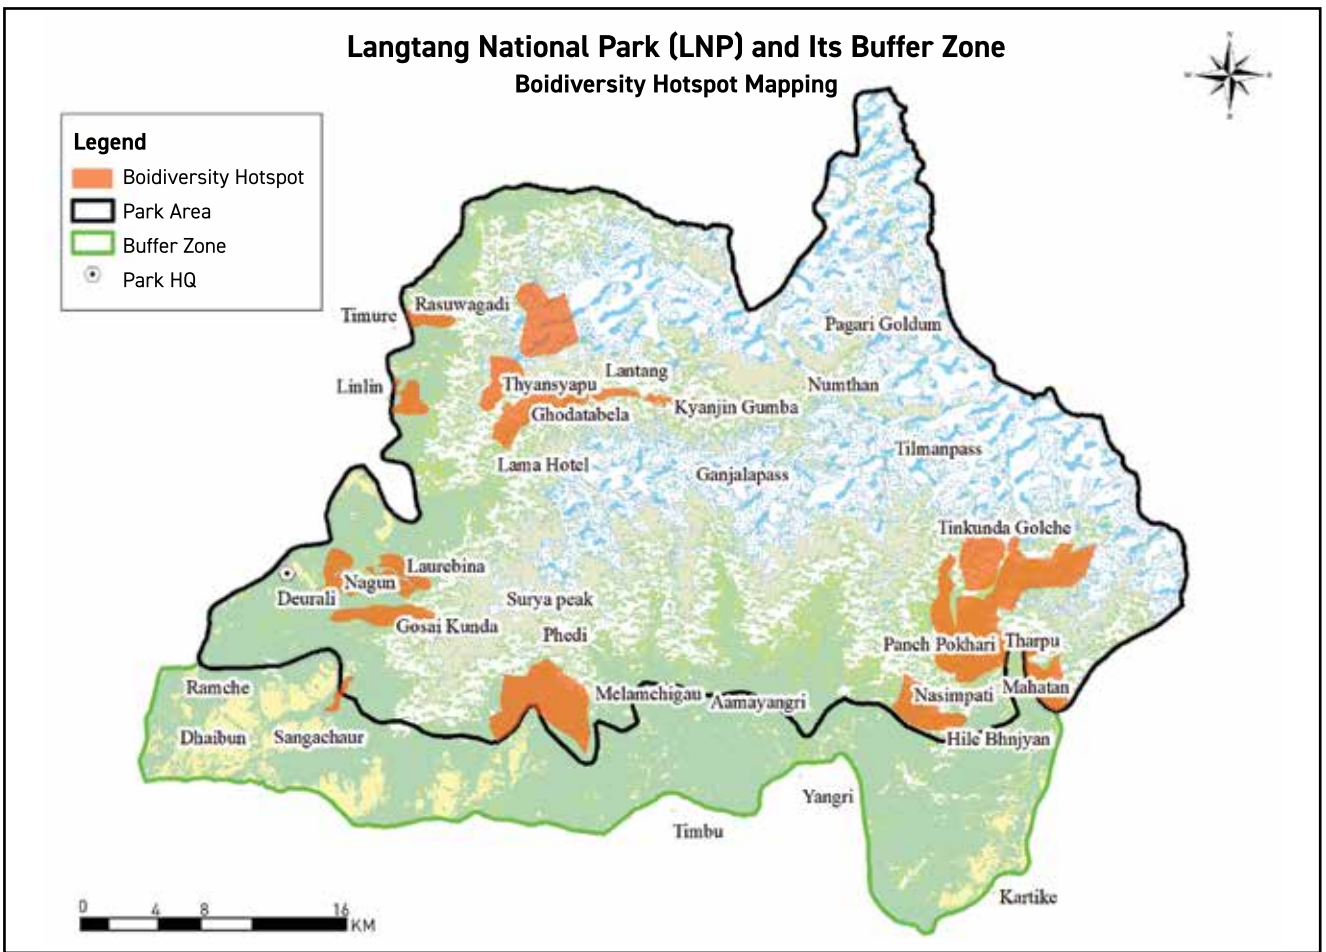 Langtang National Park (LNP) and Its Buffer Zone
Boidiversity Hotspot Mapping
N
W
E
S
Legend
Boidiversity Hotspot
Park Area
Buffer Zone
Park HQ
Timure
Rasuwagadi
Pagari Goldum
Linlin
Thyansyapu
Lantang
Numthan
Ghodatabela
Kyanjin Gumba
Lama Hotel
Ganjalapass
Tilmanpass
Tinkunda Golche
Laurebina
Nagun
Deurali
Surya peak
Gosai Kunda
Phedi
Panch Pokhari
Tharpu
Ramche
Melamchigau
Aamayangri
Nasimpati
Mahatan
Dhaibun
Sangachaur
Hile Bhnjyan
Yangri
Timbu
Kartike
0 4 8 16
KM